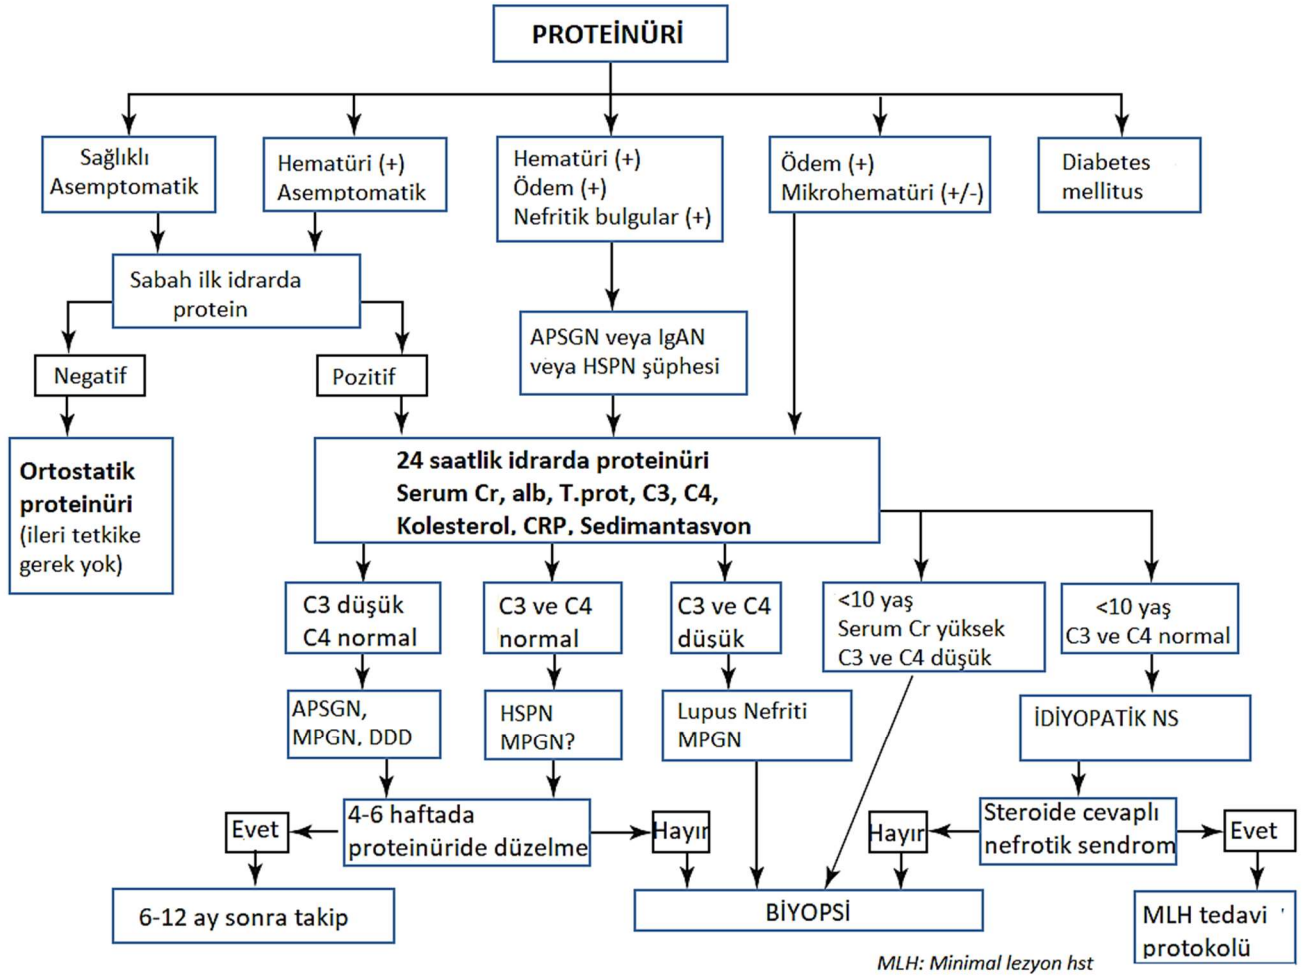 PROTEİNÜRİ
Sağlıklı
Asemptomatik
Hematüri (+)
Asemptomatik
Hematüri (+)
Ödem (+)
Nefritik bulgular (+)
Ödem (+)
Mikrohematüri (+/-)
Diabetes
mellitus
Sabah ilk idrarda
protein
APSGN veya IgAN
veya HSPN şüphesi
Negatif
Pozitif
Ortostatik
proteinüri
(ileri tetkike
gerek yok)
24 saatlik idrarda proteinüri
Serum Cr, alb, T.prot, C3, C4,
Kolesterol, CRP, Sedimantasyon
C3 düşük
C4 normal
C3 ve C4
normal
C3 ve C4
düşük
<10 yaş
Serum Cr yüksek
C3 ve C4 düşük
<10 yaş
C3 ve C4 normal
APSGN,
MPGN, DDD
HSPN
MPGN?
Lupus Nefriti
MPGN
İDİYOPATİK NS
Evet
4-6 haftada
proteinüride düzelme
Hayır
Hayır
Steroide cevaplı
nefrotik sendrom
Evet
6-12 ay sonra takip
BİYOPSİ
MLH tedavi
protokolü
MLH: Minimal lezyon hst